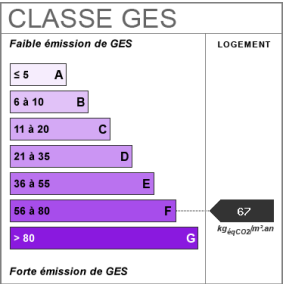 CLASSE GES
Faible émission de GES
LOGEMENT
≤ 5 A
6 à 10 B
11 à 20 C
21 à 35 D
36 à 55 E
56 à 80 F
67
kgéqCO2/m².an
> 80 G
Forte émission de GES